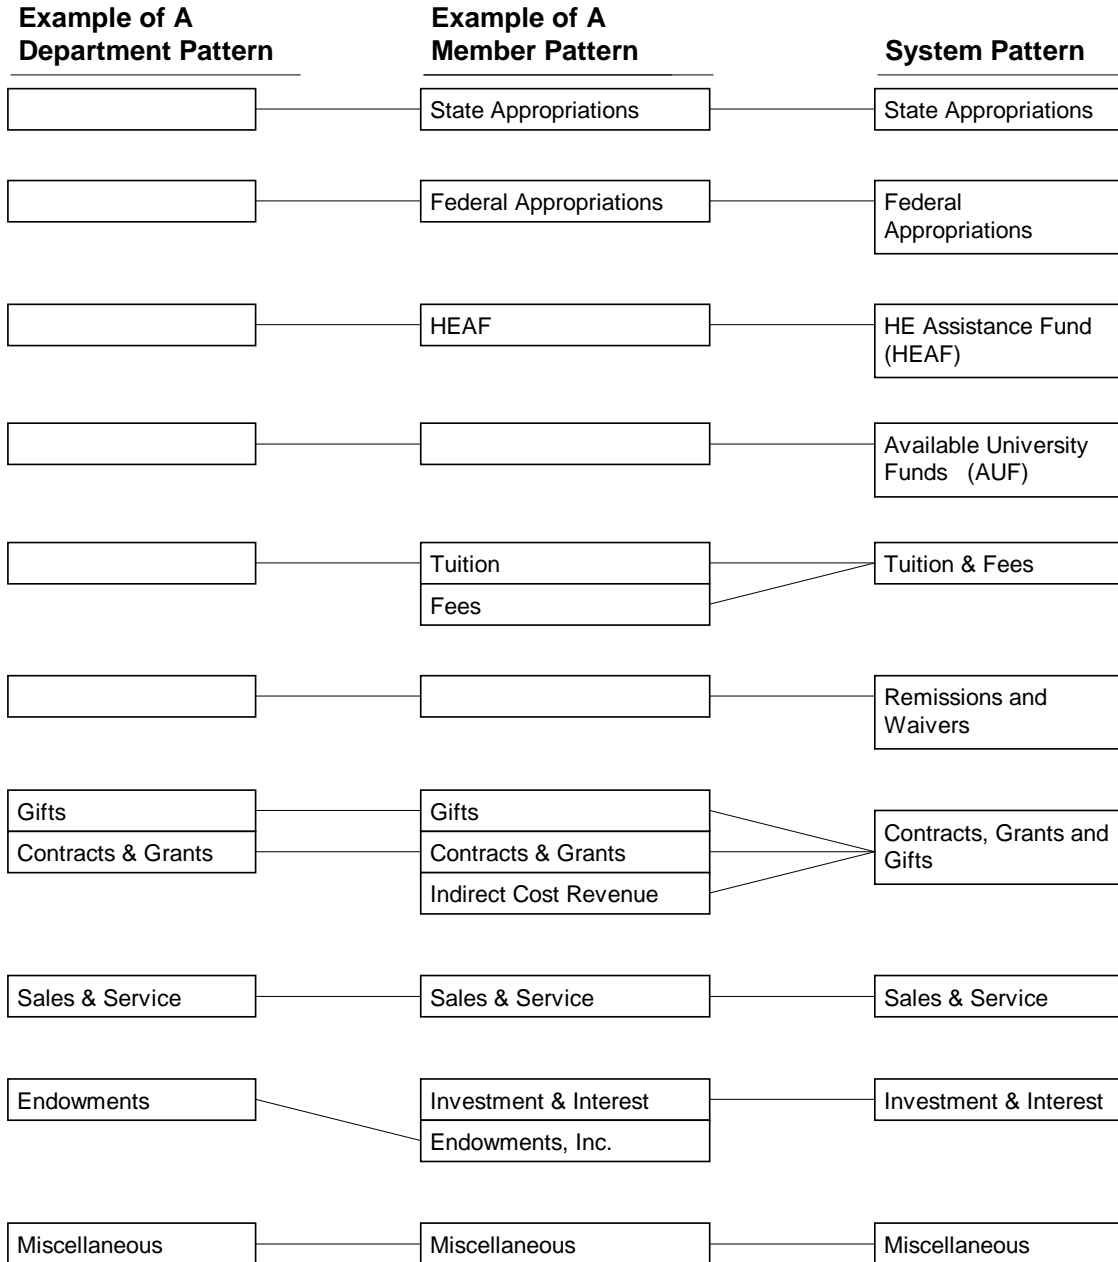 Example of A
Department Pattern
Example of A
Member Pattern
System Pattern
State Appropriations
State Appropriations
Federal Appropriations
Federal
Appropriations
HEAF
HE Assistance Fund
(HEAF)
Available University
Funds (AUF)
Tuition
Tuition & Fees
Fees
Remissions and
Waivers
Gifts
Gifts
Contracts & Grants
Contracts & Grants
Indirect Cost Revenue
Contracts, Grants and
Gifts
Sales & Service
Sales & Service
Sales & Service
Endowments
Investment & Interest
Investment & Interest
Endowments, Inc.
Miscellaneous
Miscellaneous
Miscellaneous